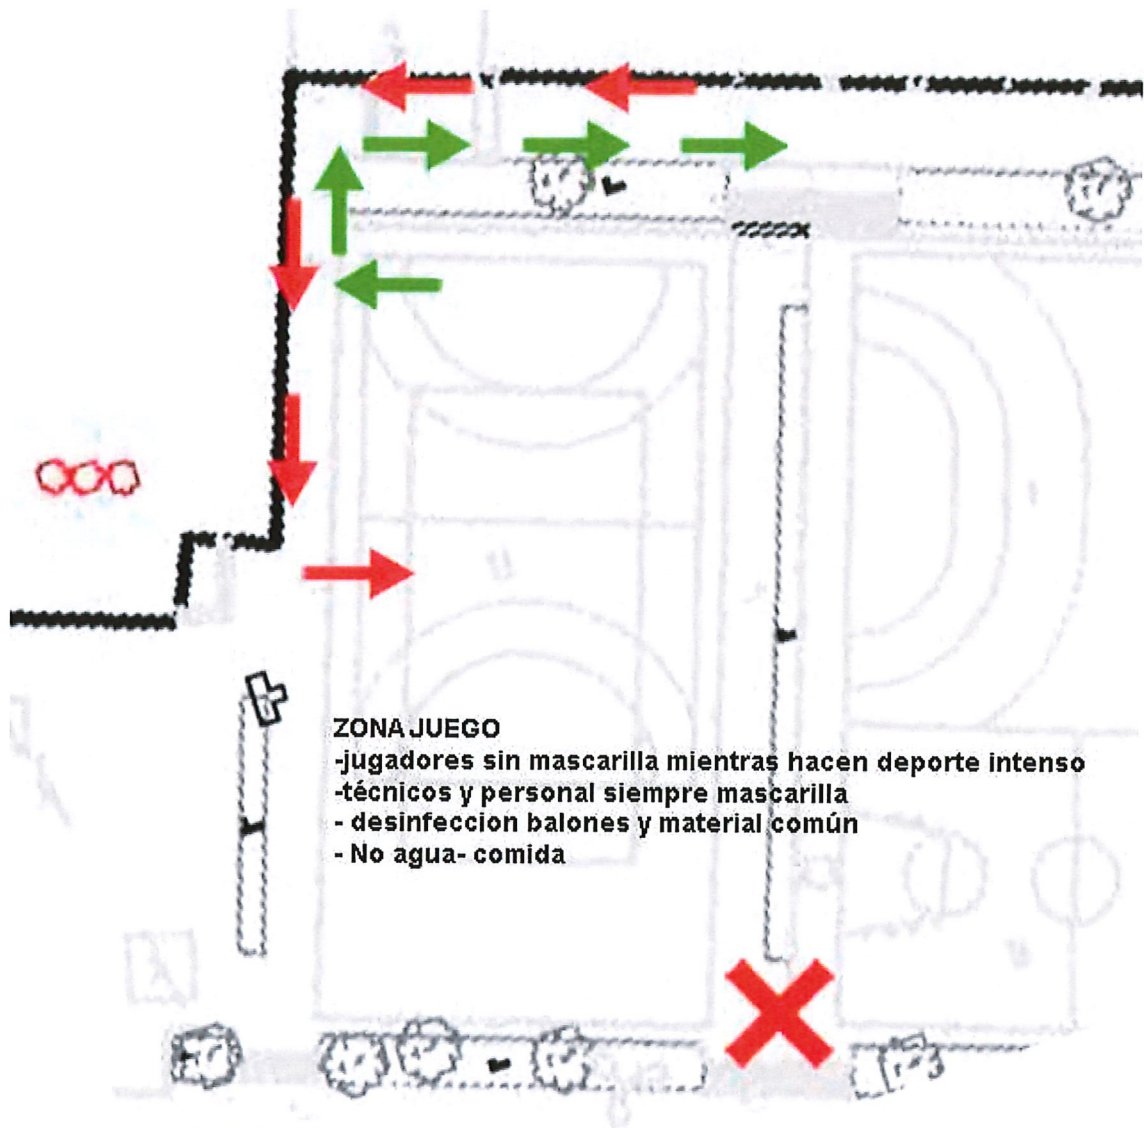 ZONA JUEGO
-jugadores sin mascarilla mientras hacen deporte intenso
-técnicos y personal siempre mascarilla
- desinfeccion balones y material común
- No agua- comida